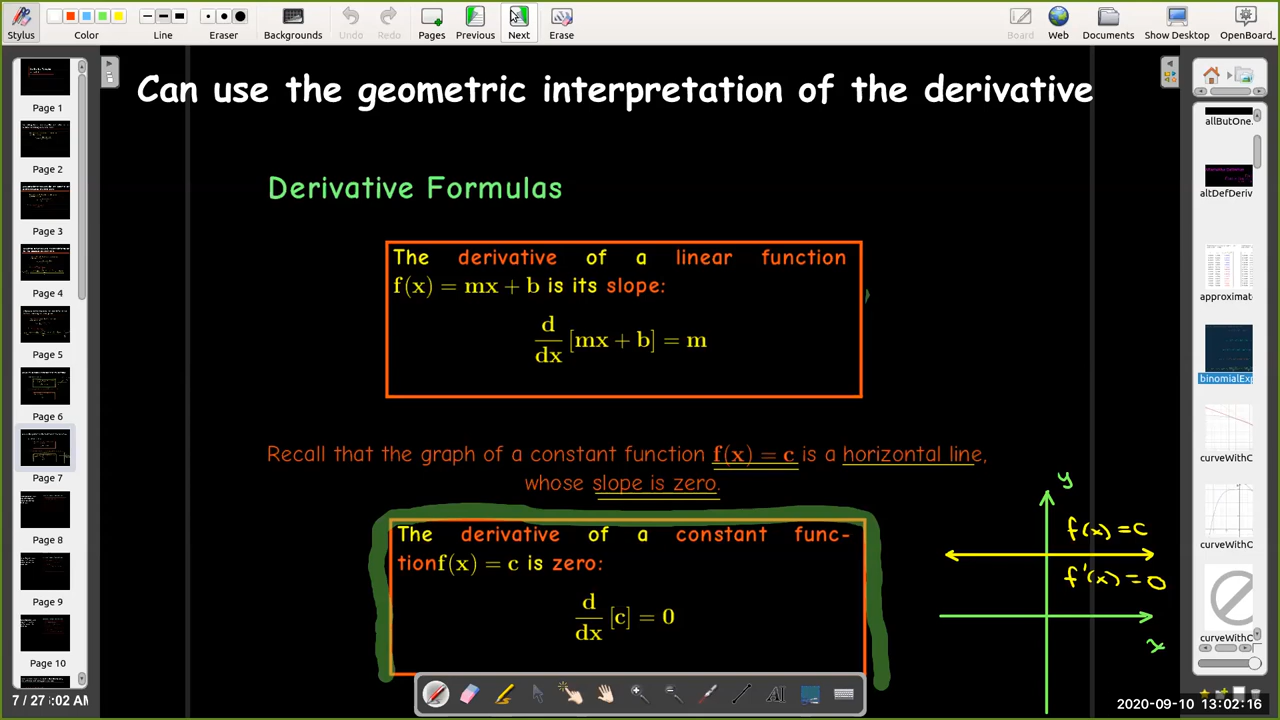 Stylus
Color
Line
Eraser
Backgrounds
Undo
Redo
Pages
Previous
Next
Erase
Board
Web
Documents
Show Desktop
OpenBoard
Can use the geometric interpretation of the derivative
Derivative Formulas
The derivative of a linear function
f(x) = mx + b is its slope:
d/dx [mx + b] = m
Recall that the graph of a constant function f(x) = c is a horizontal line,
whose slope is zero.
The derivative of a constant func-
tionf(x) = c is zero:
d/dx [c] = 0
y
f(x) = c
f'(x) = 0
x
Page 1
Page 2
Page 3
Page 4
Page 5
Page 6
Page 7
Page 8
Page 9
Page 10
allButOne.
altDefDeriv
approximat
binomialExp
curveWithC
curveWithC
curveWithC
7 / 27 :02 AM
2020-09-10 13:02:16